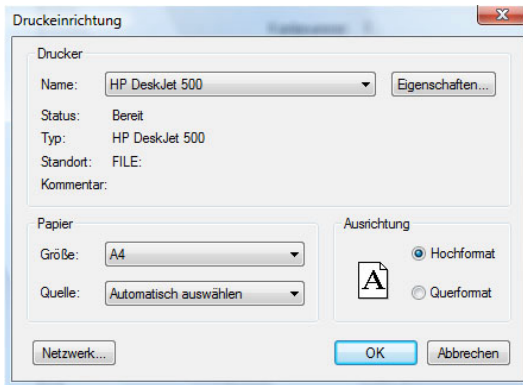 Druckeinrichtung
Drucker
Name: HP DeskJet 500 Eigenschaften...
Status: Bereit
Typ: HP DeskJet 500
Standort: FILE:
Kommentar:
Papier
Größe: A4
Quelle: Automatisch auswählen
Ausrichtung
A
Hochformat
Querformat
Netzwerk... OK Abbrechen